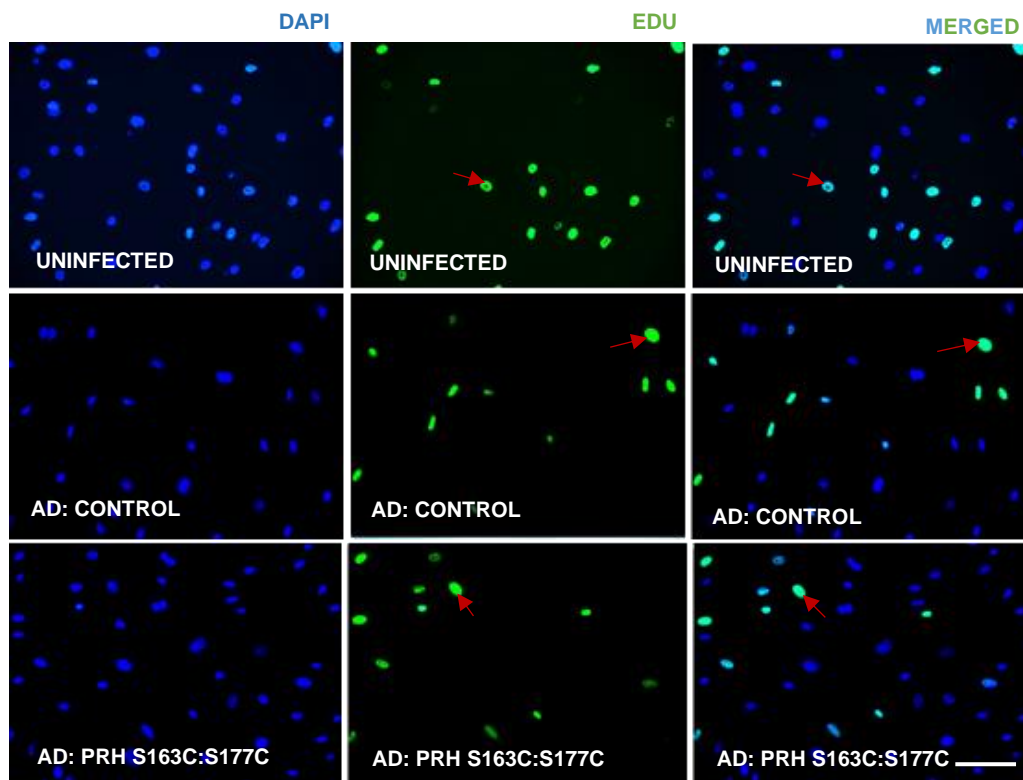 DAPI
EDU
MERGED
UNINFECTED
UNINFECTED
UNINFECTED
AD: CONTROL
AD: CONTROL
AD: CONTROL
AD: PRH S163C:S177C
AD: PRH S163C:S177C
AD: PRH S163C:S177C